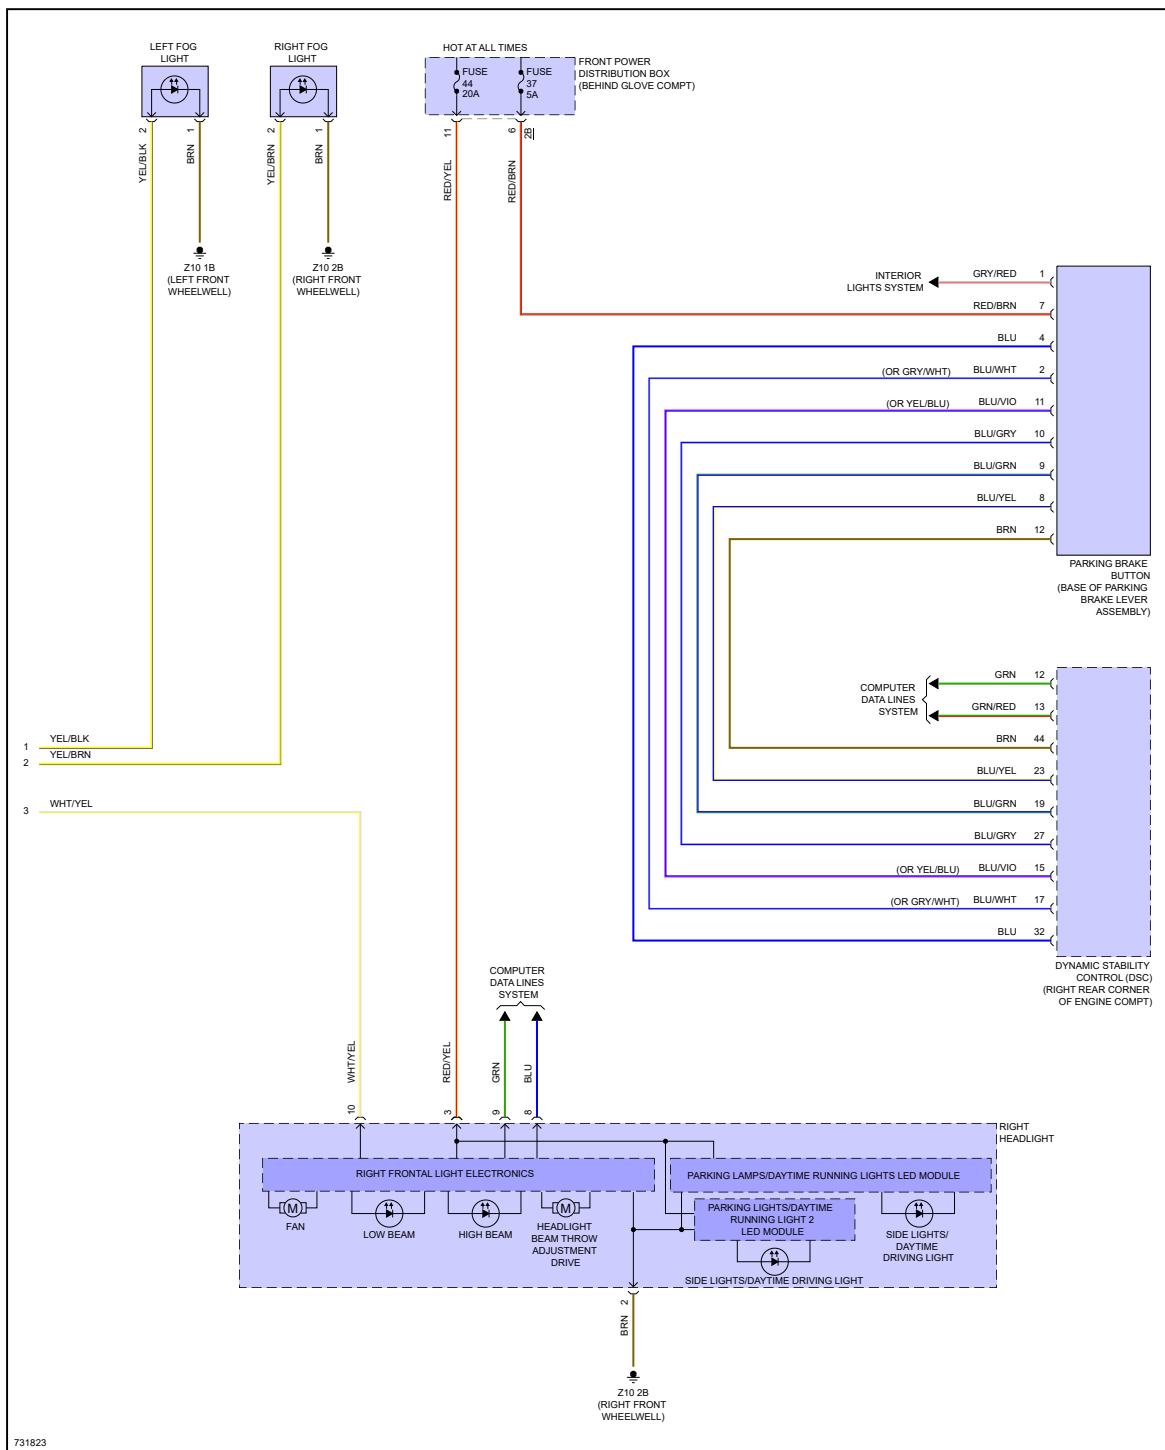 LEFT FOG
LIGHT
RIGHT FOG
LIGHT
HOT AT ALL TIMES
FUSE
44
20A
FUSE
37
5A
FRONT POWER
DISTRIBUTION BOX
(BEHIND GLOVE COMPT)
2
1
2
1
11
6
2B
YEL/BLK
BRN
YEL/BRN
BRN
RED/YEL
RED/BRN
Z10 1B
(LEFT FRONT
WHEELWELL)
Z10 2B
(RIGHT FRONT
WHEELWELL)
INTERIOR
LIGHTS SYSTEM
GRY/RED 1
RED/BRN 7
BLU 4
(OR GRY/WHT) BLU/WHT 2
(OR YEL/BLU) BLU/VIO 11
BLU/GRY 10
BLU/GRN 9
BLU/YEL 8
BRN 12
PARKING BRAKE
BUTTON
(BASE OF PARKING
BRAKE LEVER
ASSEMBLY)
COMPUTER
DATA LINES
SYSTEM
GRN 12
GRN/RED 13
BRN 44
BLU/YEL 23
BLU/GRN 19
BLU/GRY 27
(OR YEL/BLU) BLU/VIO 15
(OR GRY/WHT) BLU/WHT 17
BLU 32
DYNAMIC STABILITY
CONTROL (DSC)
(RIGHT REAR CORNER
OF ENGINE COMPT)
1 YEL/BLK
2 YEL/BRN
3 WHT/YEL
COMPUTER
DATA LINES
SYSTEM
WHT/YEL
RED/YEL
GRN
BLU
10
3
9
8
RIGHT
HEADLIGHT
RIGHT FRONTAL LIGHT ELECTRONICS
PARKING LAMPS/DAYTIME RUNNING LIGHTS LED MODULE
M
FAN
LOW BEAM
HIGH BEAM
M
HEADLIGHT
BEAM THROW
ADJUSTMENT
DRIVE
PARKING LIGHTS/DAYTIME
RUNNING LIGHT 2
LED MODULE
SIDE LIGHTS/
DAYTIME
DRIVING LIGHT
SIDE LIGHTS/DAYTIME DRIVING LIGHT
2
BRN
Z10 2B
(RIGHT FRONT
WHEELWELL)
731823